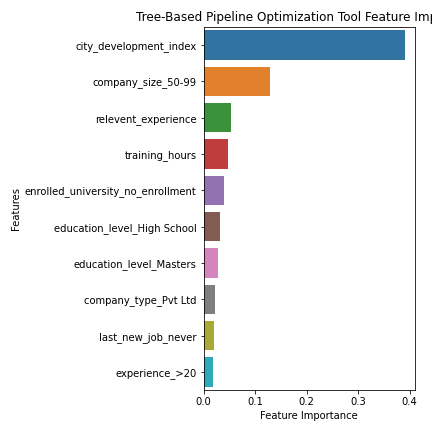 Tree-Based Pipeline Optimization Tool Feature Imp
city_development_index
company_size_50-99
relevent_experience
training_hours
enrolled_university_no_enrollment
education_level_High School
education_level_Masters
company_type_Pvt Ltd
last_new_job_never
experience_>20
Features
0.0 0.1 0.2 0.3 0.4
Feature Importance